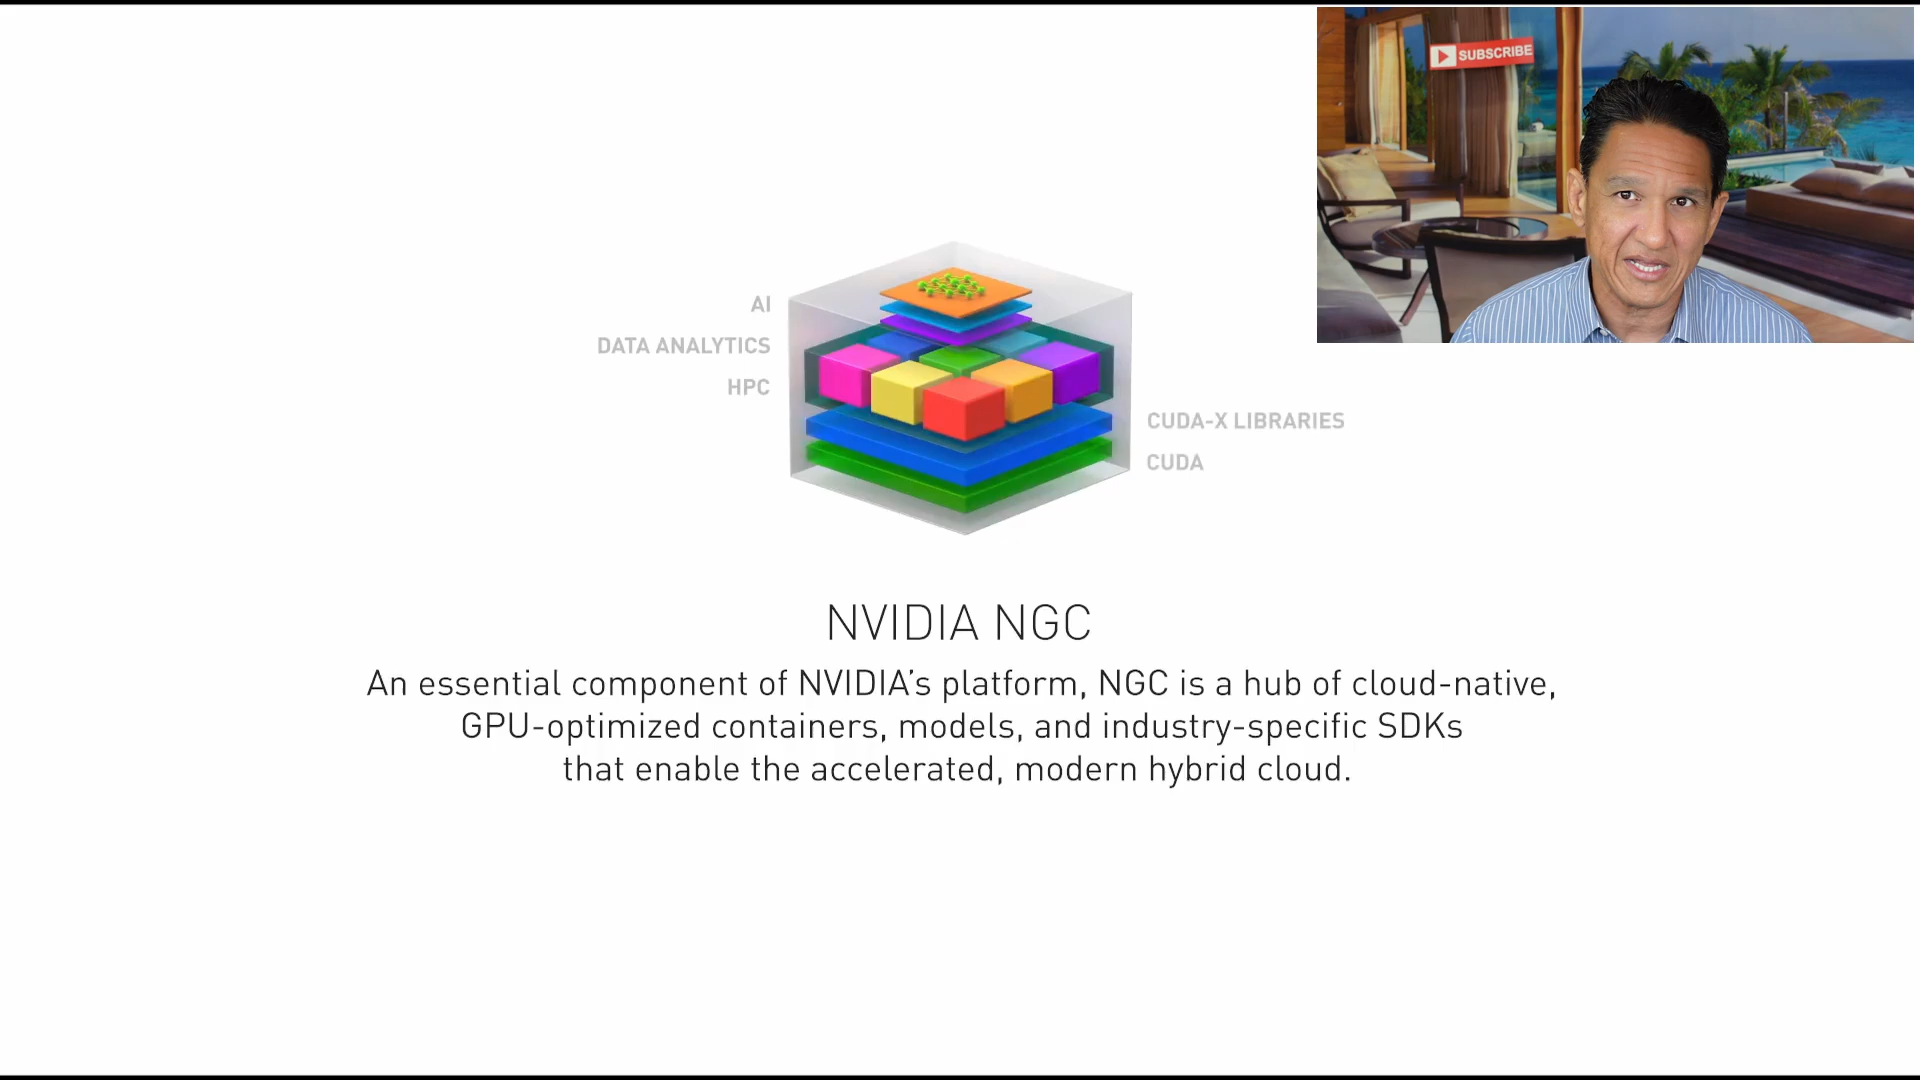 SUBSCRIBE
AI
DATA ANALYTICS
HPC
CUDA-X LIBRARIES
CUDA
NVIDIA NGC
An essential component of NVIDIA's platform, NGC is a hub of cloud-native,
GPU-optimized containers, models, and industry-specific SDKs
that enable the accelerated, modern hybrid cloud.